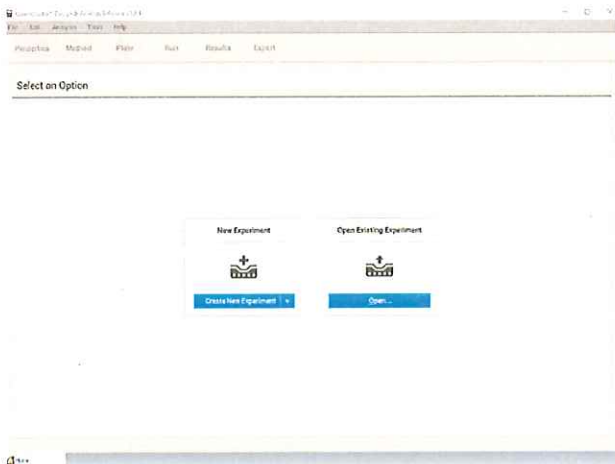 File Edit Analysis Tools Help
Properties Method Plate Run Results Export
Select an Option
New Experiment
Open Existing Experiment
Create New Experiment
Open...
Home